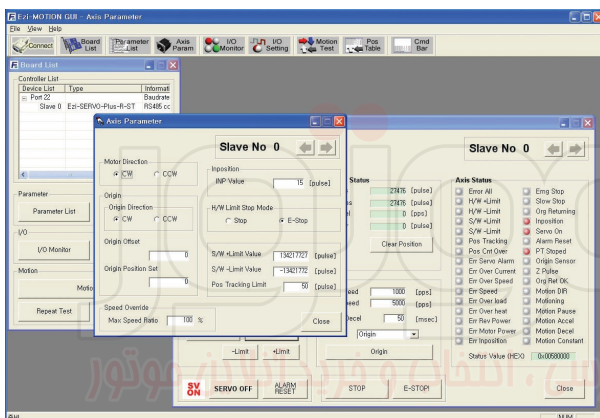 Ezi-MOTION GUI - Axis Parameter
File View Help
Connect Board List Parameter List Axis Param I/O Monitor I/O Setting Motion Test Pos Table Cmd Bar
Board List
Controller List
Device List Type Informati
Port 22 Baudrate
Slave 0 Ezi-SERVO-Plus-R-ST RS485 cc
Parameter
Parameter List
I/O
I/O Monitor
Motion
Motio
Repeat Test
Axis Parameter
Slave No 0
Motor Direction
CW CCW
Origin
Origin Direction
CW CCW
Origin Offset
0
Origin Position Set
0
Speed Override
Max Speed Ratio 100 %
Inposition
INP Value 15 [pulse]
H/W Limit Stop Mode
Stop E-Stop
S/W +Limit Value 134217727 [pulse]
S/W -Limit Value [pulse]
Pos Tracking Limit 50 [pulse]
Close
Slave No 0
Status
27476 [pulse]
27476 [pulse]
0 [pps]
0 [pulse]
Clear Position
eed 1000 [pps]
eed 5000 [pps]
Decel 50 [msec]
Origin
-Limit +Limit Origin
SV ON SERVO OFF ALARM RESET STOP E-STOP!
Axis Status
Error All Emg Stop
H/W +Limit Slow Stop
H/W -Limit Org Returning
S/W +Limit Inposition
S/W -Limit Servo On
Pos Tracking Alarm Reset
Pos Cnt Over PT Stoped
Err Servo Alarm Origin Sensor
Err Over Current Z Pulse
Err Over Speed Org Ret OK
Err Speed Motion DIR
Err Over load Motioning
Err Over heat Motion Pause
Err Rev Power Motion Accel
Err Motor Power Motion Decel
Err Inposition Motion Constant
Status Value (HEX) 0x00580000
Close
NUM